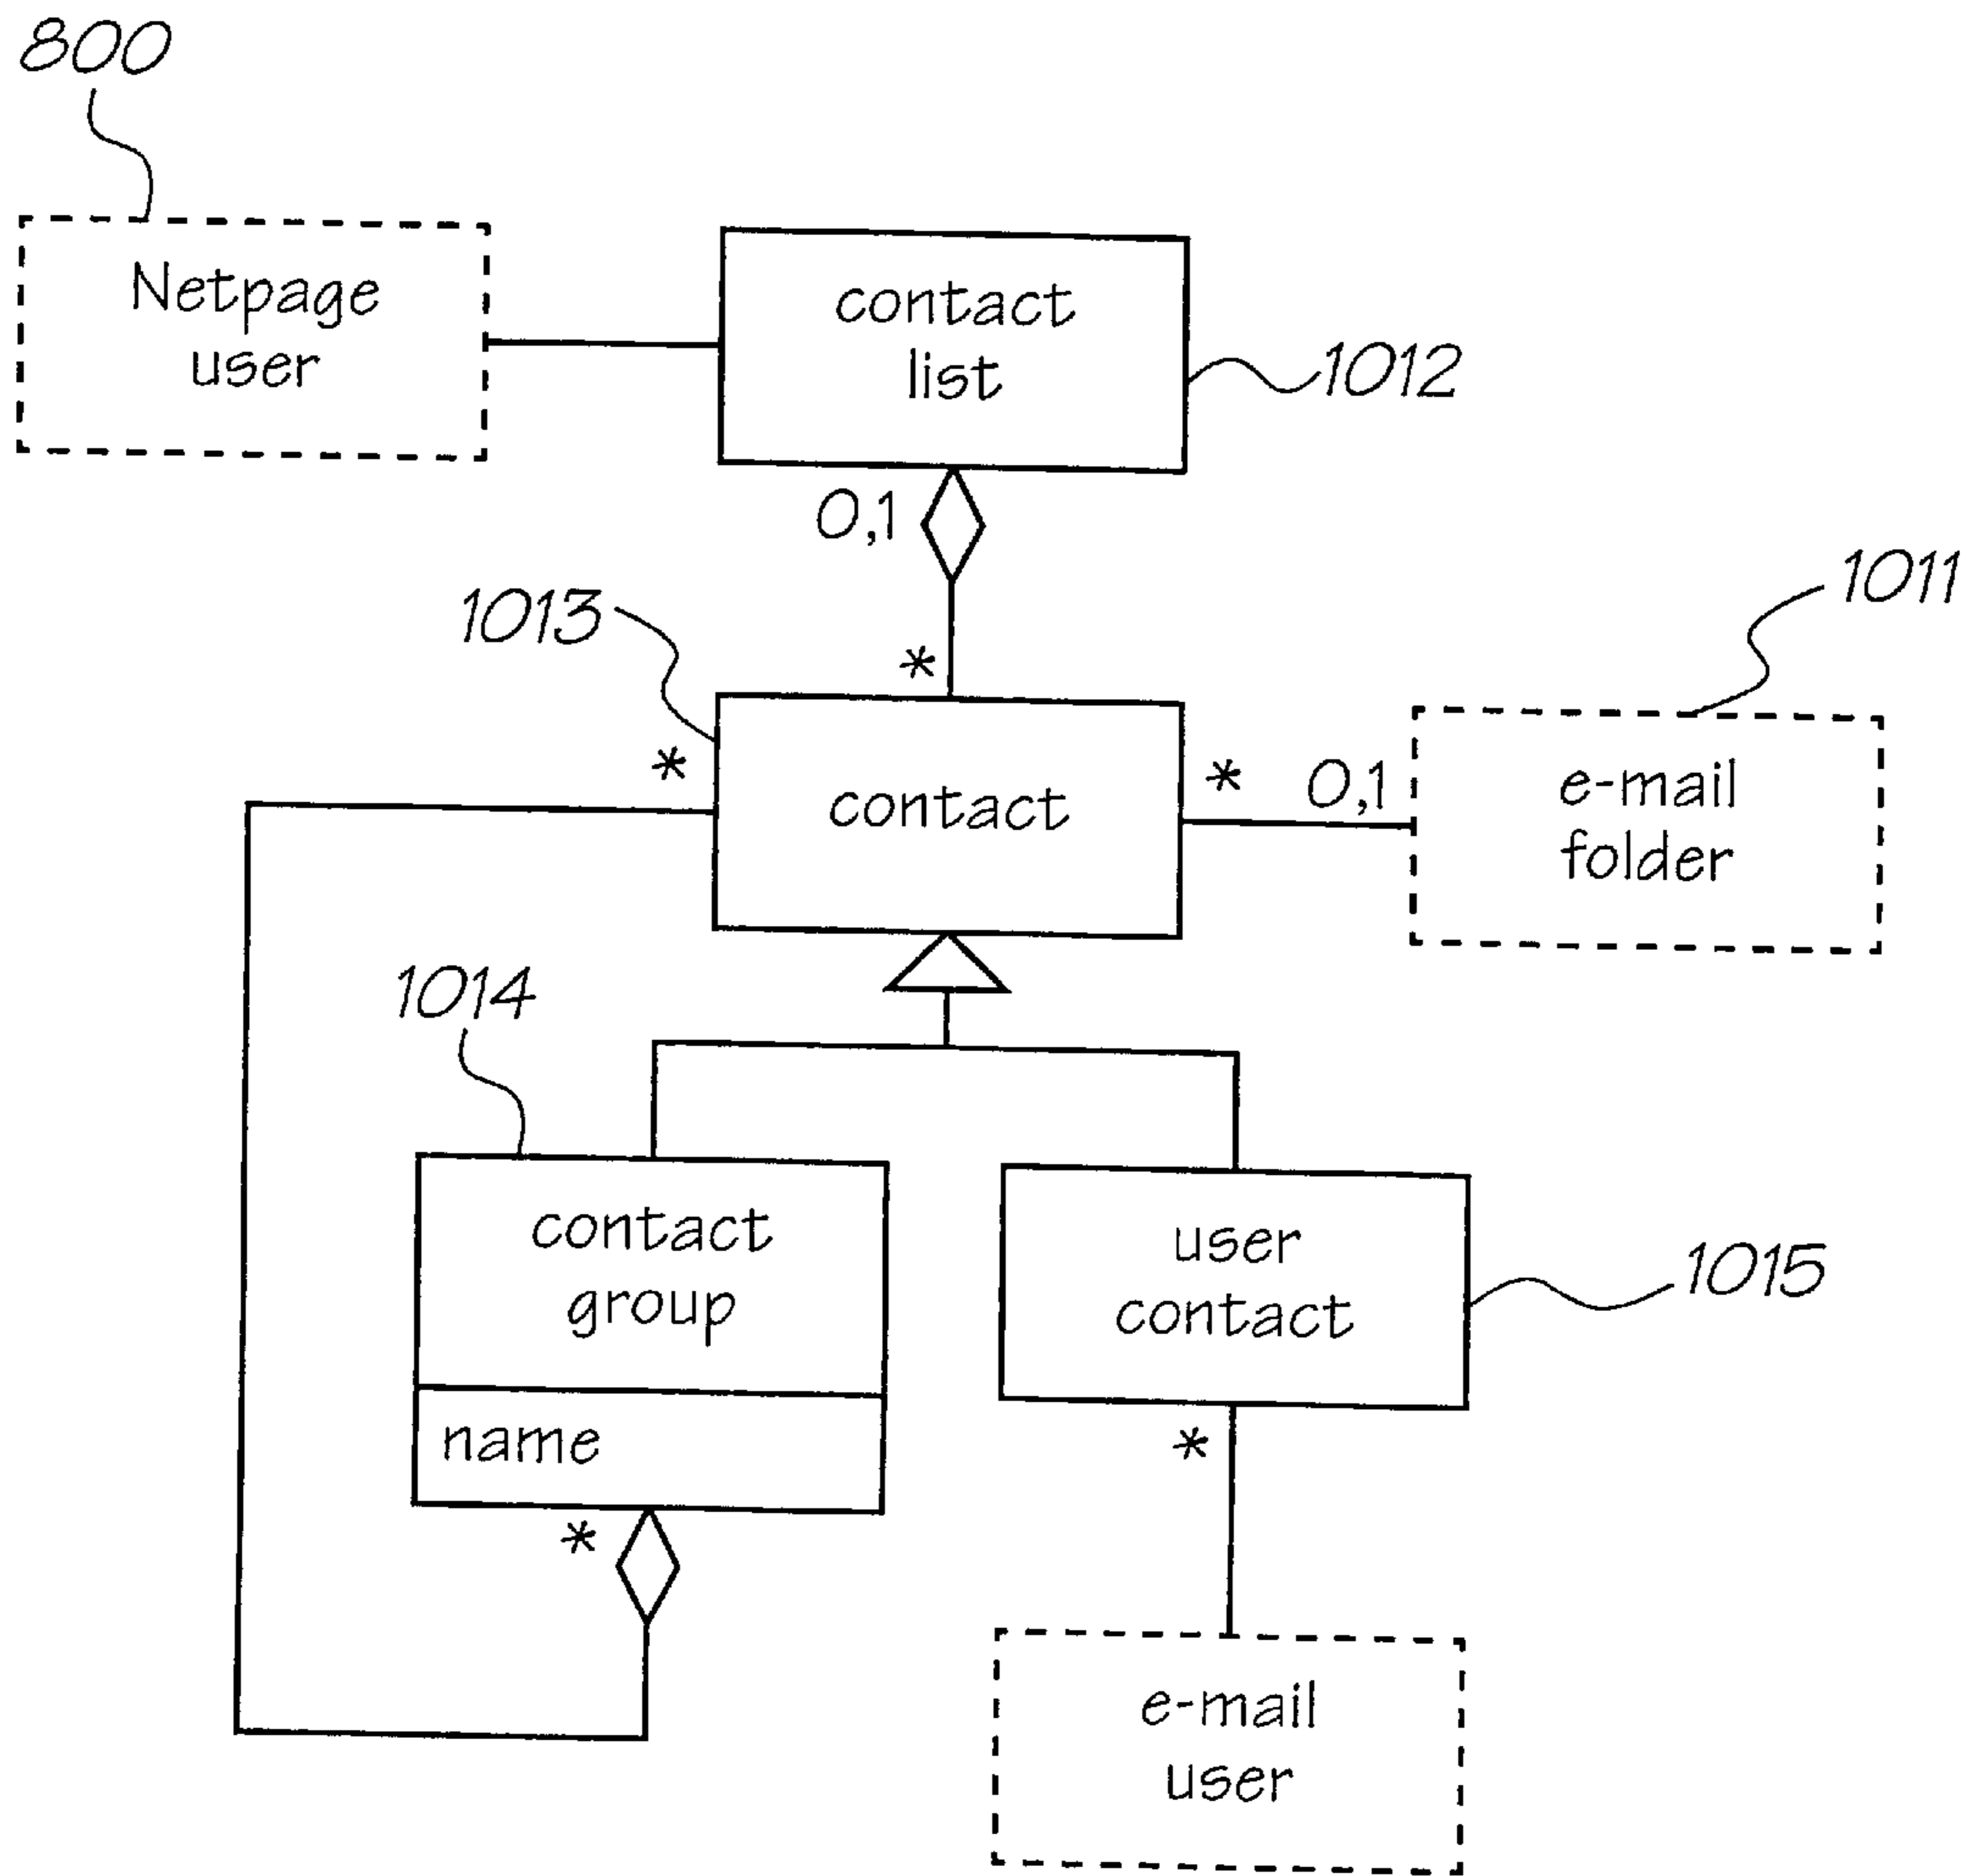 800
Netpage
user
contact
list
1012
0,1
1013
*
1011
*
contact
*
0,1
e-mail
folder
1014
contact
group
name
*
user
contact
1015
*
e-mail
user